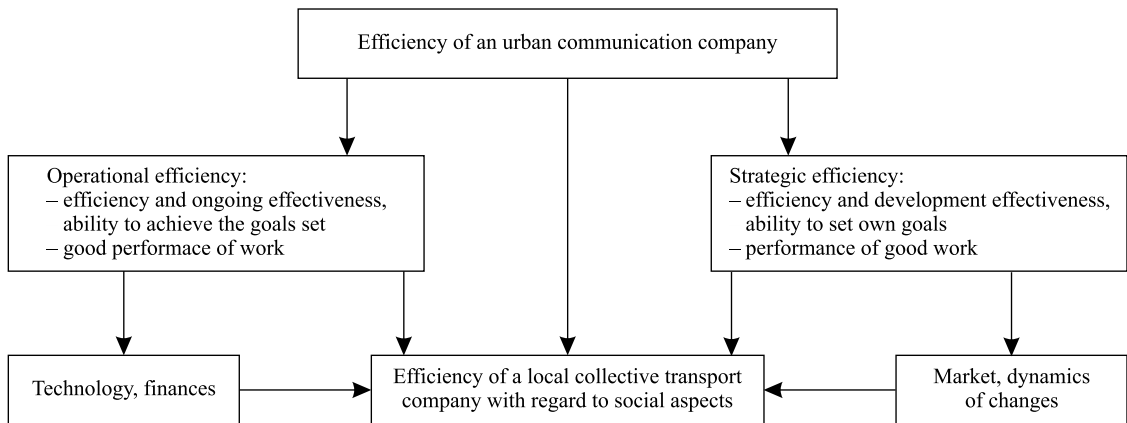 Efficiency of an urban communication company
Operational efficiency:
– efficiency and ongoing effectiveness,
ability to achieve the goals set
– good performace of work
Strategic efficiency:
– efficiency and development effectiveness,
ability to set own goals
– performance of good work
Technology, finances
Efficiency of a local collective transport
company with regard to social aspects
Market, dynamics
of changes